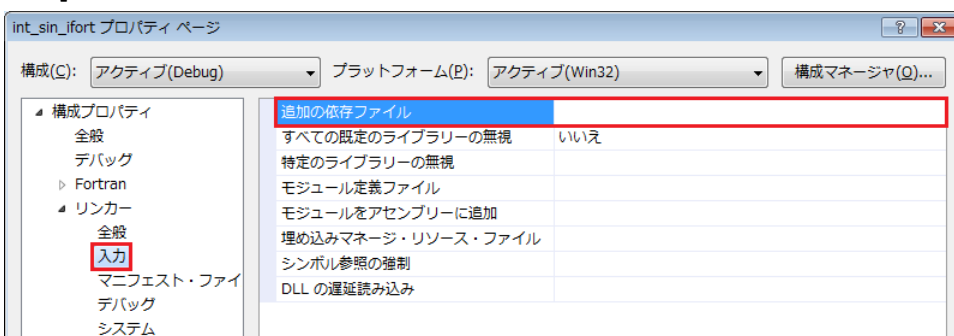 int_sin_ifort プロパティ ページ
構成(C): アクティブ(Debug) プラットフォーム(P): アクティブ(Win32) 構成マネージャ(O)...
構成プロパティ
全般
デバッグ
Fortran
リンカー
全般
入力
マニフェスト・ファイ
デバッグ
システム
追加の依存ファイル
すべての既定のライブラリーの無視 いいえ
特定のライブラリーの無視
モジュール定義ファイル
モジュールをアセンブリーに追加
埋め込みマネージ・リソース・ファイル
シンボル参照の強制
DLL の遅延読み込み